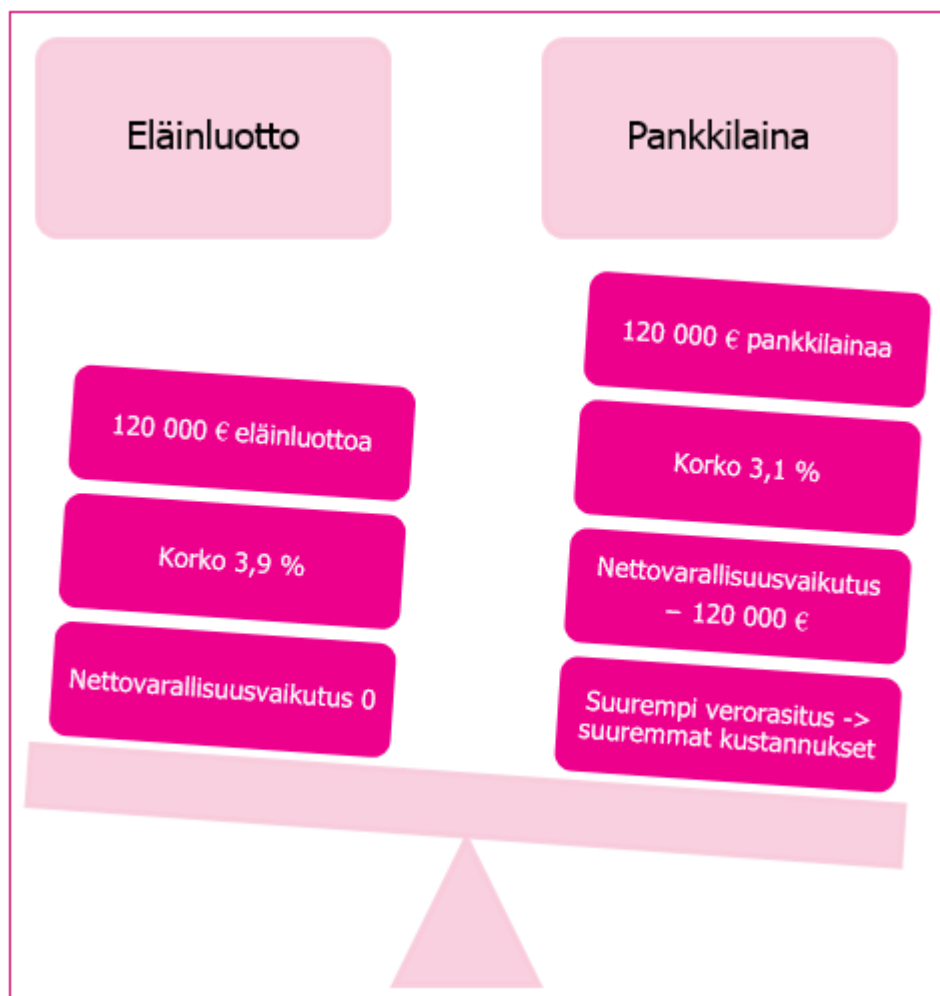 Eläinluotto
120 000 € eläinluottoa
Korko 3,9 %
Nettovarallisuusvaikutus 0
Pankkilaina
120 000 € pankkilainaa
Korko 3,1 %
Nettovarallisuusvaikutus
– 120 000 €
Suurempi verorasitus ->
suuremmat kustannukset